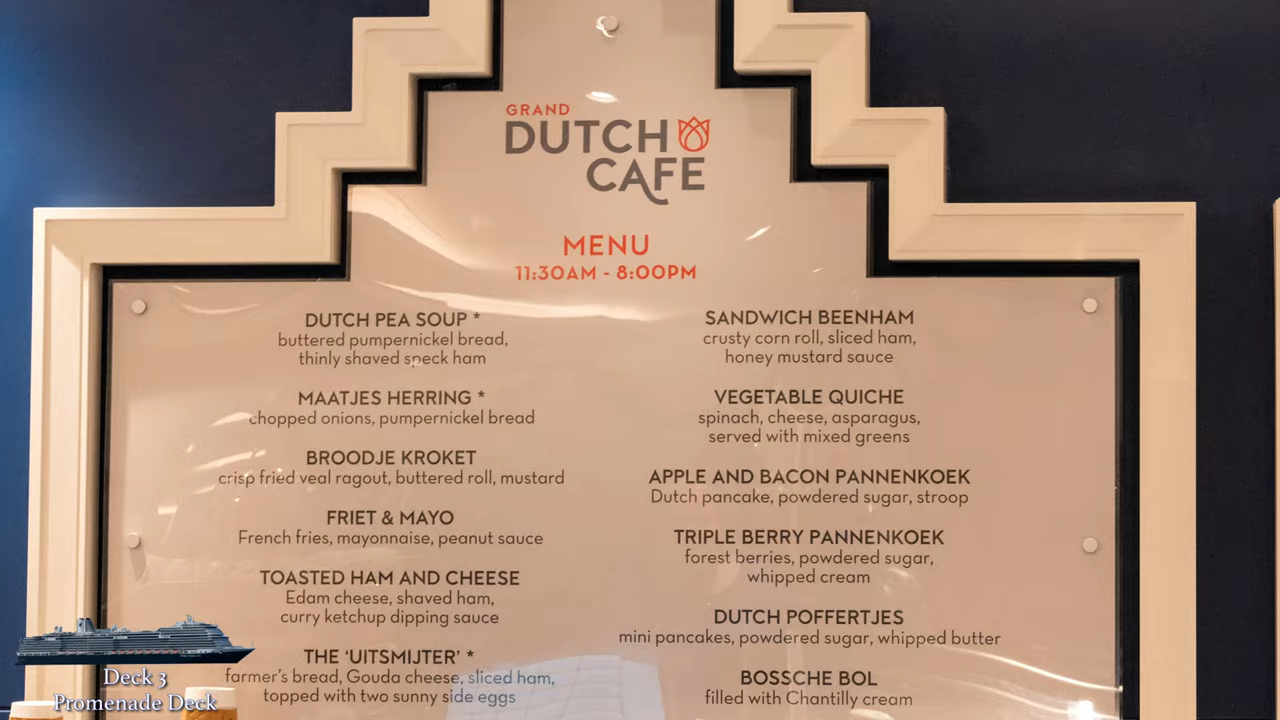 GRAND
DUTCH
CAFE
MENU
11:30AM - 8:00PM
DUTCH PEA SOUP *
buttered pumpernickel bread,
thinly shaved speck ham
MAATJES HERRING *
chopped onions, pumpernickel bread
BROODJE KROKET
crisp fried veal ragout, buttered roll, mustard
FRIET & MAYO
French fries, mayonnaise, peanut sauce
TOASTED HAM AND CHEESE
Edam cheese, shaved ham,
curry ketchup dipping sauce
THE ‘UITSMIJTER’ *
farmer's bread, Gouda cheese, sliced ham,
topped with two sunny side eggs
SANDWICH BEENHAM
crusty corn roll, sliced ham,
honey mustard sauce
VEGETABLE QUICHE
spinach, cheese, asparagus,
served with mixed greens
APPLE AND BACON PANNENKOEK
Dutch pancake, powdered sugar, stroop
TRIPLE BERRY PANNENKOEK
forest berries, powdered sugar,
whipped cream
DUTCH POFFERTJES
mini pancakes, powdered sugar, whipped butter
BOSSCHE BOL
filled with Chantilly cream
Deck 3
Promenade Deck